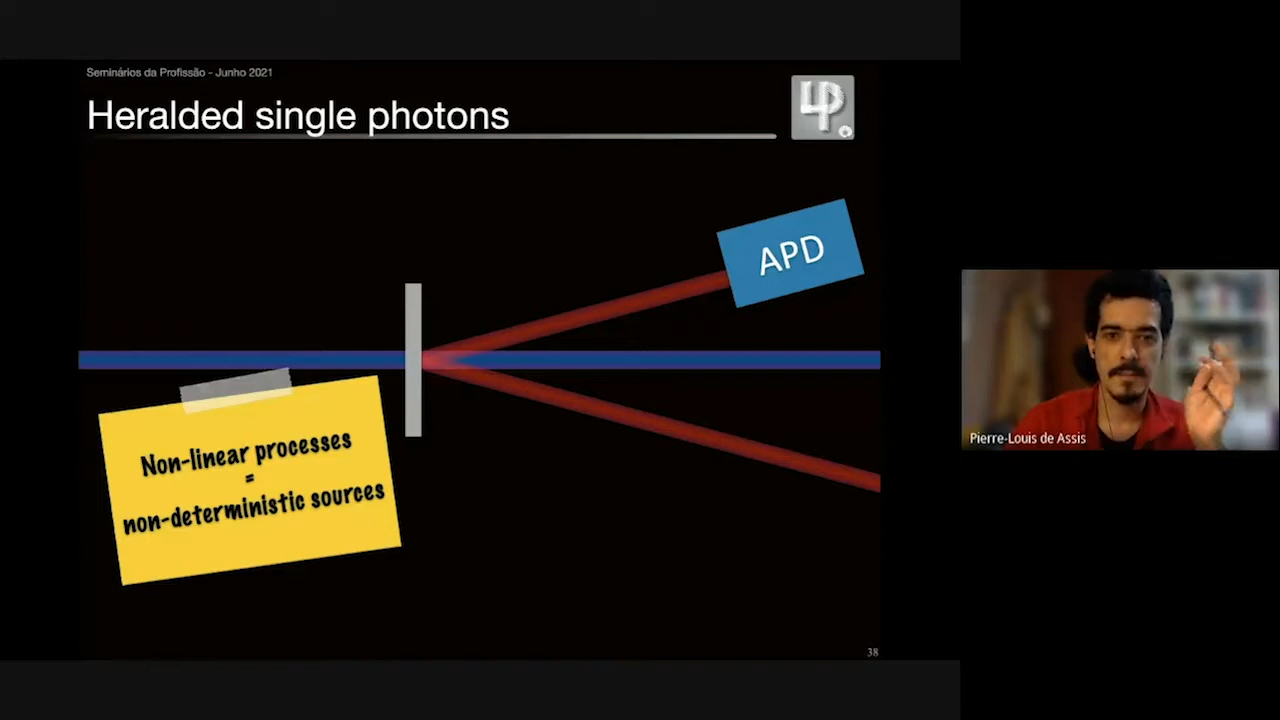 Seminários da Profissão - Junho 2021
Heralded single photons
APD
Non-linear processes
=
non-deterministic sources
Pierre-Louis de Assis
38